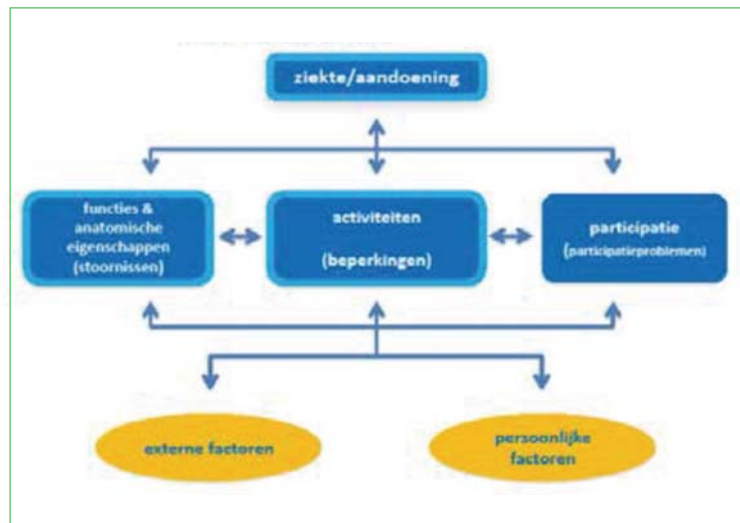 ziekte/aandoening
functies &
anatomische
eigenschappen
(stoornissen)
activiteiten
(beperkingen)
participatie
(participatieproblemen)
externe factoren
persoonlijke
factoren